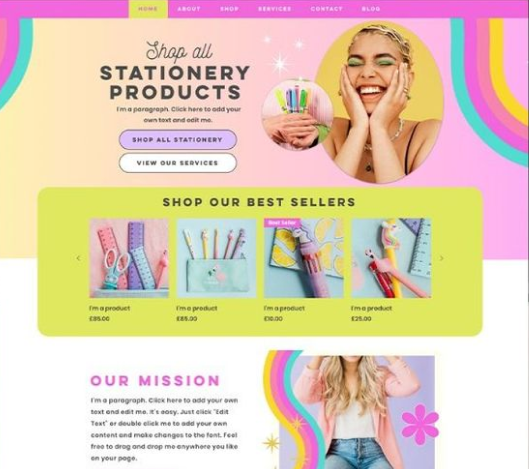 HOME ABOUT SHOP SERVICES CONTACT BLOG
Shop all
STATIONERY
PRODUCTS
I'm a paragraph. Click here to add your
own text and edit me.
SHOP ALL STATIONERY
VIEW OUR SERVICES
SHOP OUR BEST SELLERS
Best Seller
I'm a product I'm a product I'm a product I'm a product
£85.00 £65.00 £10.00 £25.00
OUR MISSION
I'm a paragraph. Click here to add your own
text and edit me. It's easy. Just click "Edit
Text" or double click me to add your own
content and make changes to the font. Feel
free to drag and drop me anywhere you like
on your page.